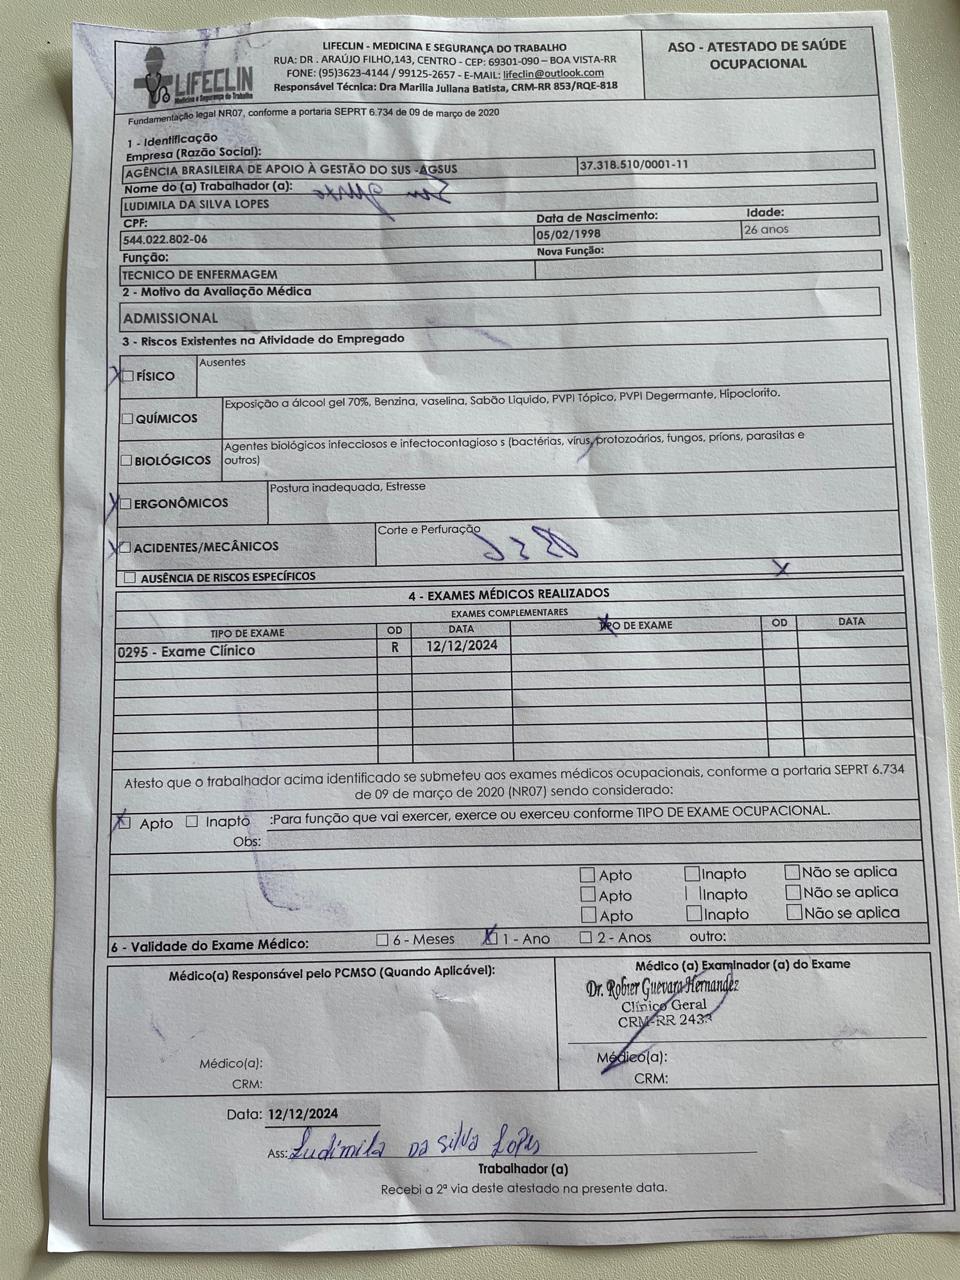 LIFECLIN
Medicina e Segurança do Trabalho
LIFECLIN - MEDICINA E SEGURANÇA DO TRABALHO
RUA: DR . ARAÚJO FILHO,143, CENTRO - CEP: 69301-090 – BOA VISTA-RR
FONE: (95)3623-4144 / 99125-2657 - E-MAIL: lifeclin@outlook.com
Responsável Técnica: Dra Marilia Juliana Batista, CRM-RR 853/RQE-818
ASO - ATESTADO DE SAÚDE
OCUPACIONAL
Fundamentação legal NR07, conforme a portaria SEPRT 6.734 de 09 de março de 2020
1 - Identificação
Empresa (Razão Social):
AGÊNCIA BRASILEIRA DE APOIO À GESTÃO DO SUS -AGSUS 37.318.510/0001-11
Nome do (a) Trabalhador (a):
LUDIMILA DA SILVA LOPES
CPF: Data de Nascimento: Idade:
544.022.802-06 05/02/1998 26 anos
Função: Nova Função:
TECNICO DE ENFERMAGEM
2 - Motivo da Avaliação Médica
ADMISSIONAL
3 - Riscos Existentes na Atividade do Empregado
X FÍSICO Ausentes
QUÍMICOS Exposição a álcool gel 70%, Benzina, vaselina, Sabão Liquido, PVPI Tópico, PVPI Degermante, Hipoclorito.
BIOLÓGICOS Agentes biológicos infecciosos e infectocontagioso s (bactérias, vírus, protozoários, fungos, príons, parasitas e
outros)
X ERGONÔMICOS Postura inadequada, Estresse
X ACIDENTES/MECÂNICOS Corte e Perfuração
AUSÊNCIA DE RISCOS ESPECÍFICOS
4 - EXAMES MÉDICOS REALIZADOS
EXAMES COMPLEMENTARES
TIPO DE EXAME OD DATA TIPO DE EXAME OD DATA
0295 - Exame Clínico R 12/12/2024
Atesto que o trabalhador acima identificado se submeteu aos exames médicos ocupacionais, conforme a portaria SEPRT 6.734
de 09 de março de 2020 (NR07) sendo considerado:
X Apto Inapto :Para função que vai exercer, exerce ou exerceu conforme TIPO DE EXAME OCUPACIONAL.
Obs:
Apto Inapto Não se aplica
Apto Inapto Não se aplica
Apto Inapto Não se aplica
6 - Validade do Exame Médico: 6 - Meses X 1 - Ano 2 - Anos outro:
Médico(a) Responsável pelo PCMSO (Quando Aplicável):
Médico(a):
CRM:
Médico (a) Examinador (a) do Exame
Dr. Robier Guevara Hernandez
Clínico Geral
CRM-RR 2433
Médico(a):
CRM:
Data: 12/12/2024
Ass: Ludimila da Silva Lopes
Trabalhador (a)
Recebi a 2ª via deste atestado na presente data.